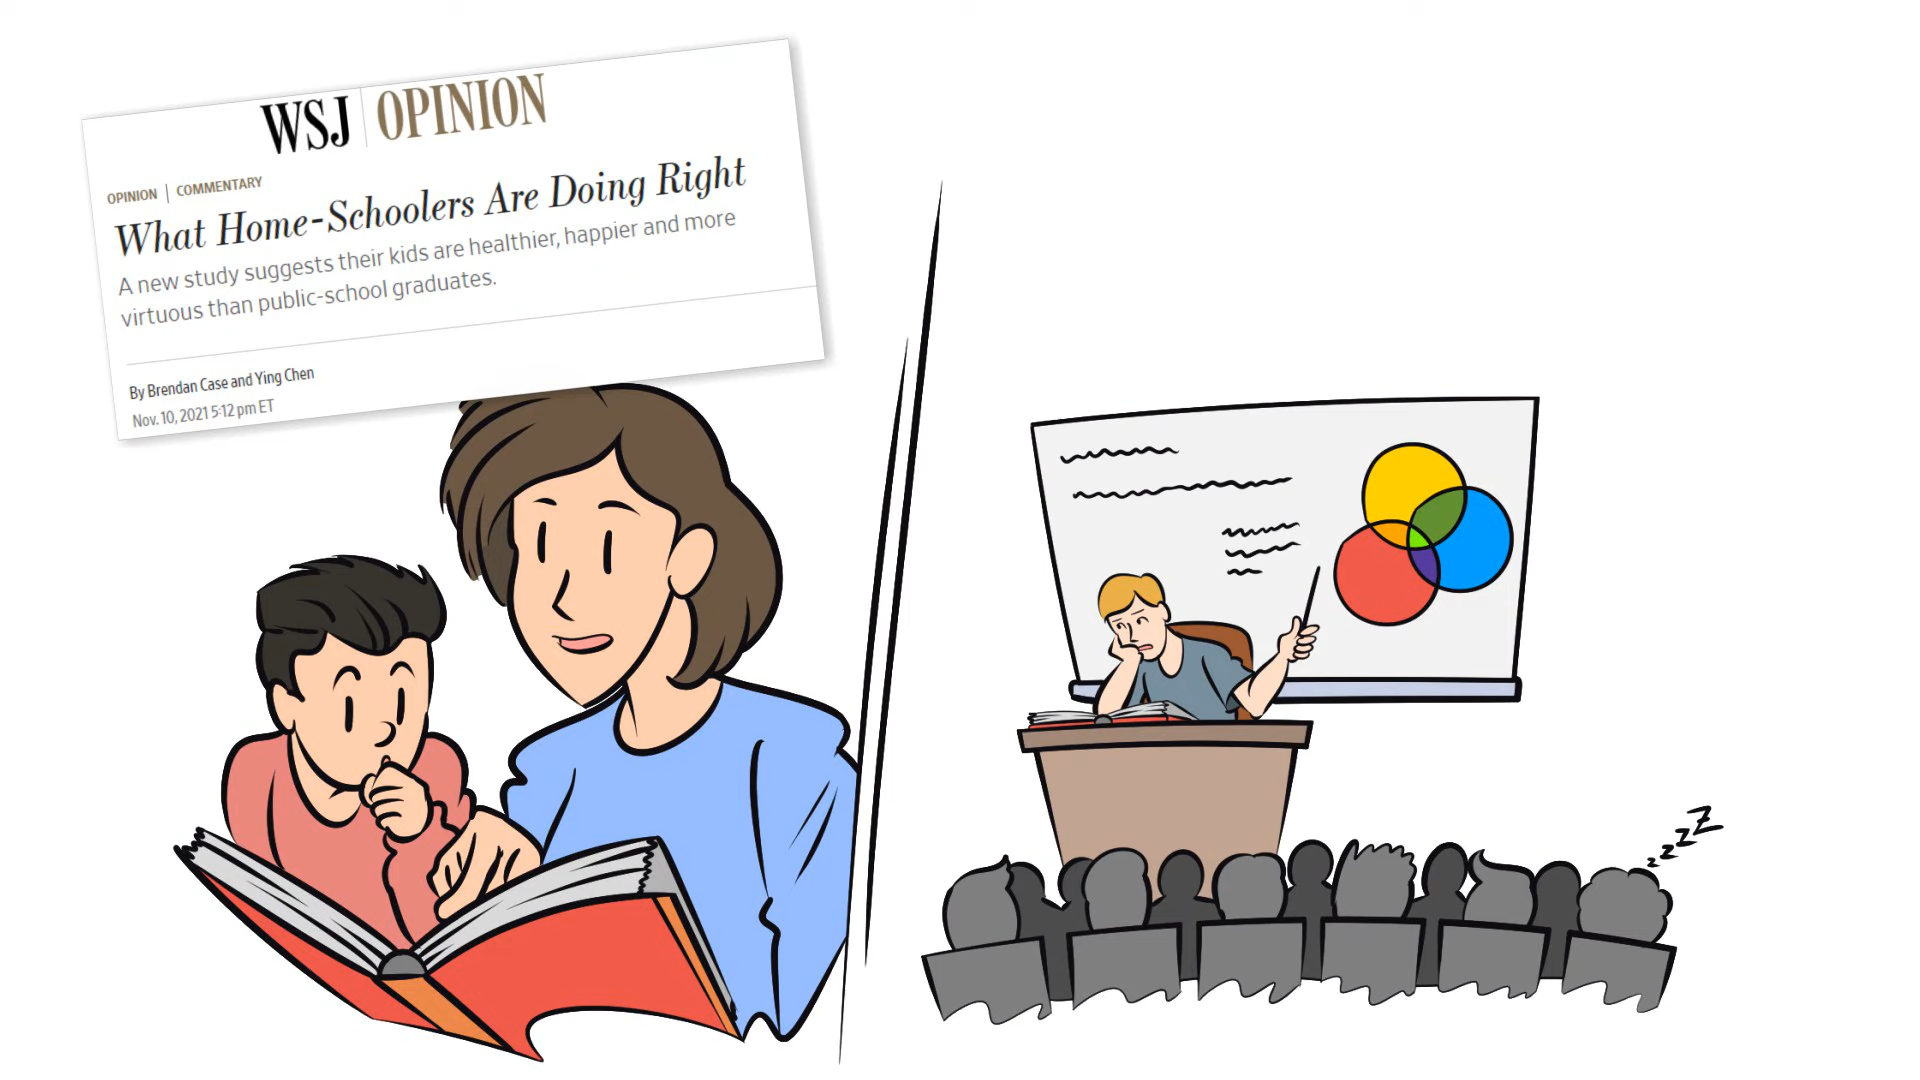 WSJ | OPINION
OPINION | COMMENTARY
What Home-Schoolers Are Doing Right
A new study suggests their kids are healthier, happier and more
virtuous than public-school graduates.
By Brendan Case and Ying Chen
Nov. 10, 2021 5:12 pm ET
z z z Z Z